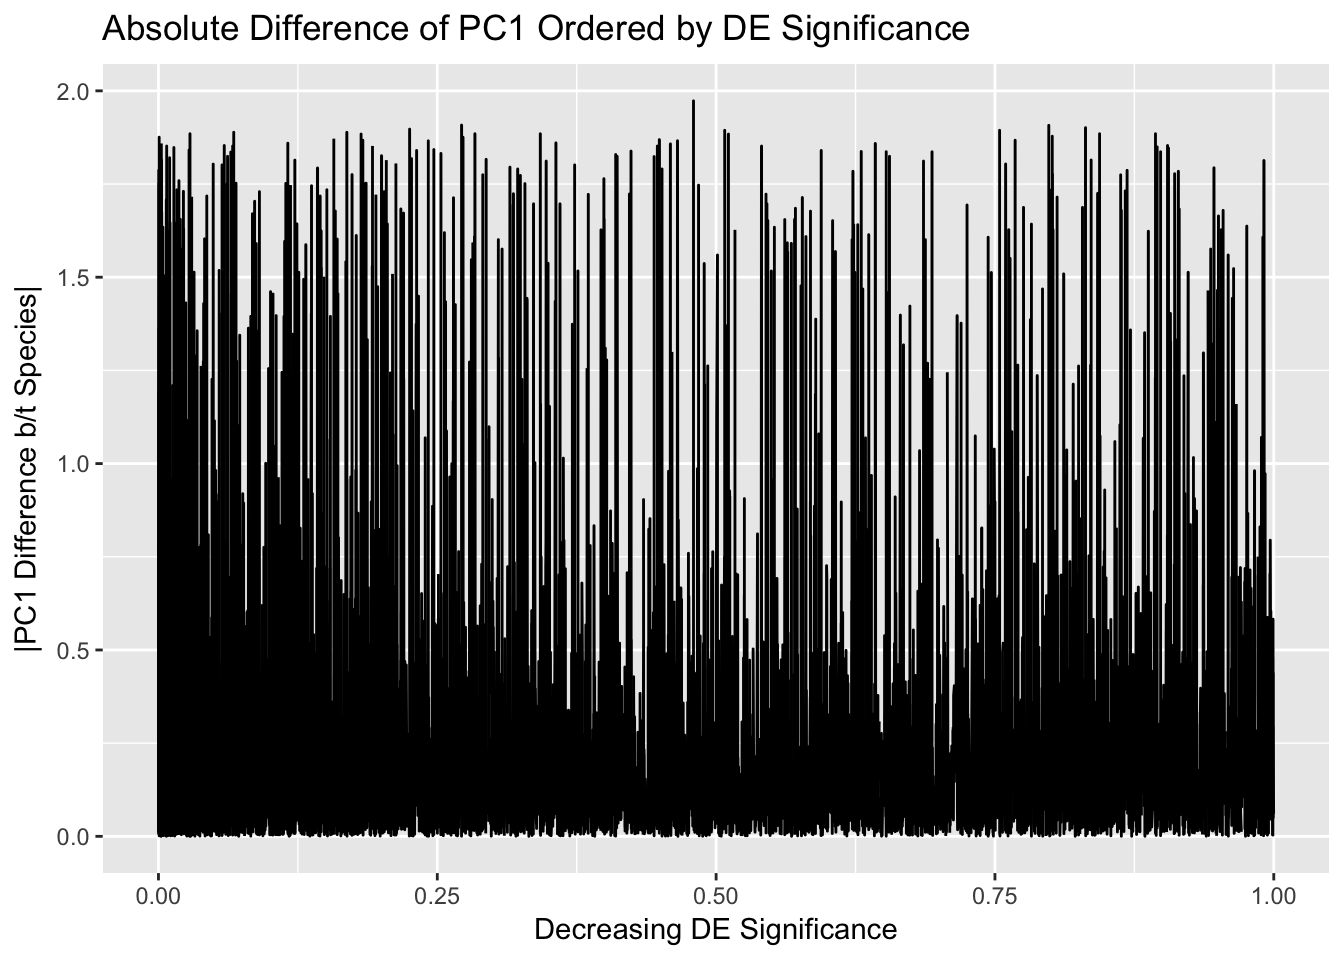 Absolute Difference of PC1 Ordered by DE Significance
|PC1 Difference b/t Species|
2.0
1.5
1.0
0.5
0.0
0.00 0.25 0.50 0.75 1.00
Decreasing DE Significance